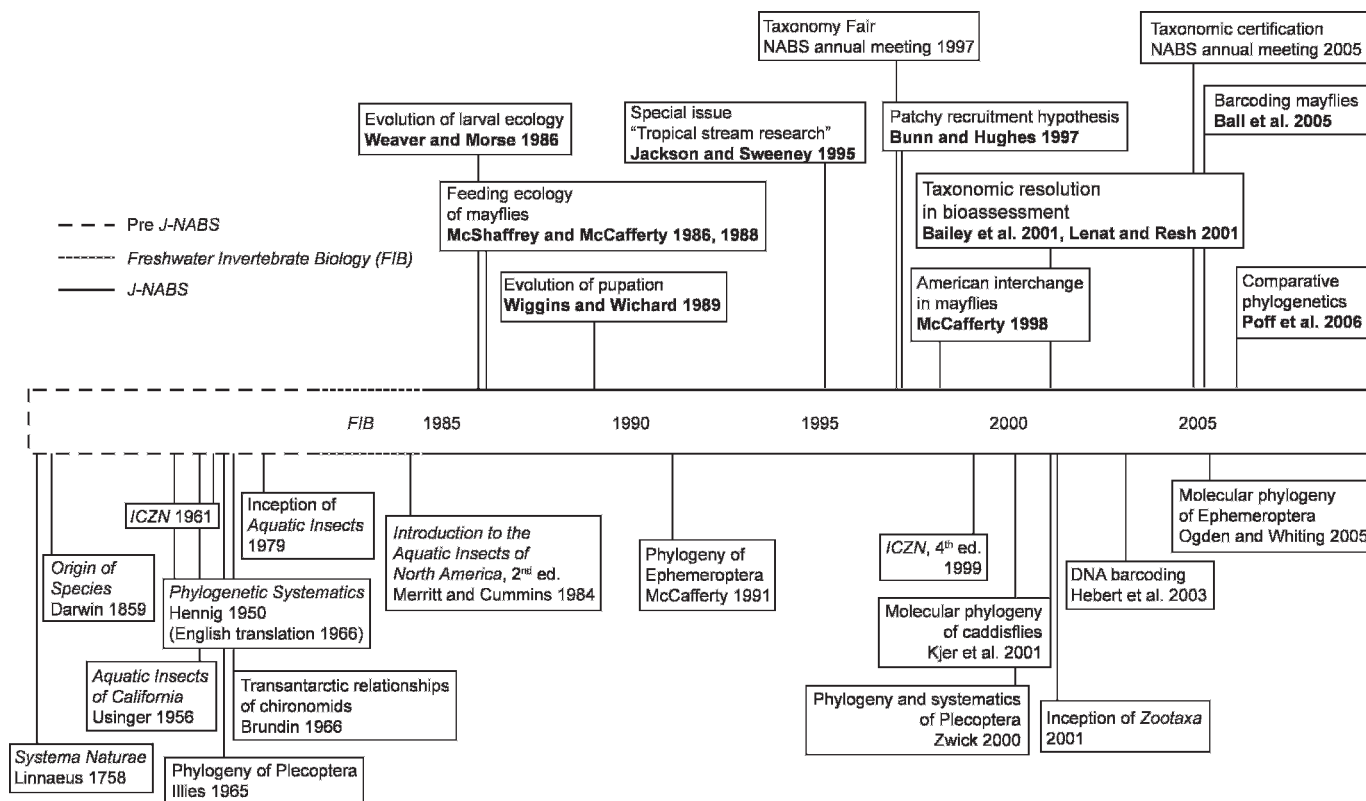 Taxonomy Fair
NABS annual meeting 1997
Taxonomic certification
NABS annual meeting 2005
Evolution of larval ecology
Weaver and Morse 1986
Special issue
“Tropical stream research”
Jackson and Sweeney 1995
Patchy recruitment hypothesis
Bunn and Hughes 1997
Barcoding mayflies
Ball et al. 2005
Feeding ecology
of mayflies
McShaffrey and McCafferty 1986, 1988
Taxonomic resolution
in bioassessment
Bailey et al. 2001, Lenat and Resh 2001
Pre J-NABS
Freshwater Invertebrate Biology (FIB)
J-NABS
Evolution of pupation
Wiggins and Wichard 1989
American interchange
in mayflies
McCafferty 1998
Comparative
phylogenetics
Poff et al. 2006
FIB 1985 1990 1995 2000 2005
ICZN 1961
Inception of
Aquatic Insects
1979
Introduction to the
Aquatic Insects of
North America, 2nd ed.
Merritt and Cummins 1984
Phylogeny of
Ephemeroptera
McCafferty 1991
ICZN, 4th ed.
1999
Molecular phylogeny
of Ephemeroptera
Ogden and Whiting 2005
Origin of
Species
Darwin 1859
Phylogenetic Systematics
Hennig 1950
(English translation 1966)
Molecular phylogeny
of caddisflies
Kjer et al. 2001
DNA barcoding
Hebert et al. 2003
Aquatic Insects
of California
Usinger 1956
Transantarctic relationships
of chironomids
Brundin 1966
Phylogeny and systematics
of Plecoptera
Zwick 2000
Inception of Zootaxa
2001
Systema Naturae
Linnaeus 1758
Phylogeny of Plecoptera
Illies 1965